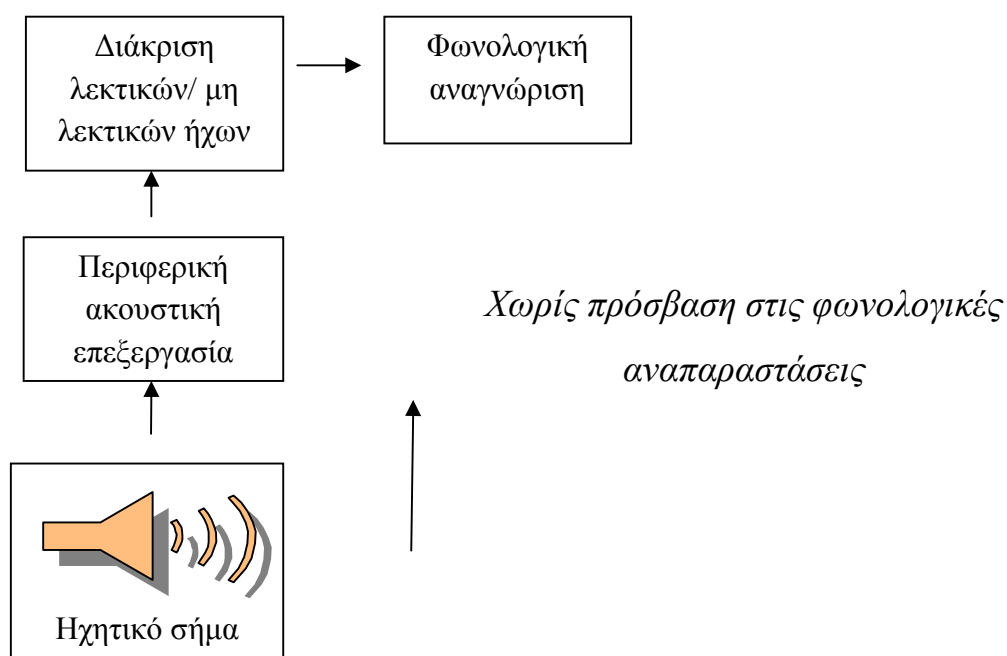 Διάκριση
λεκτικών/ μη
λεκτικών ήχων
Φωνολογική
αναγνώριση
Περιφερική
ακουστική
επεξεργασία
Χωρίς πρόσβαση στις φωνολογικές
αναπαραστάσεις
Ηχητικό σήμα